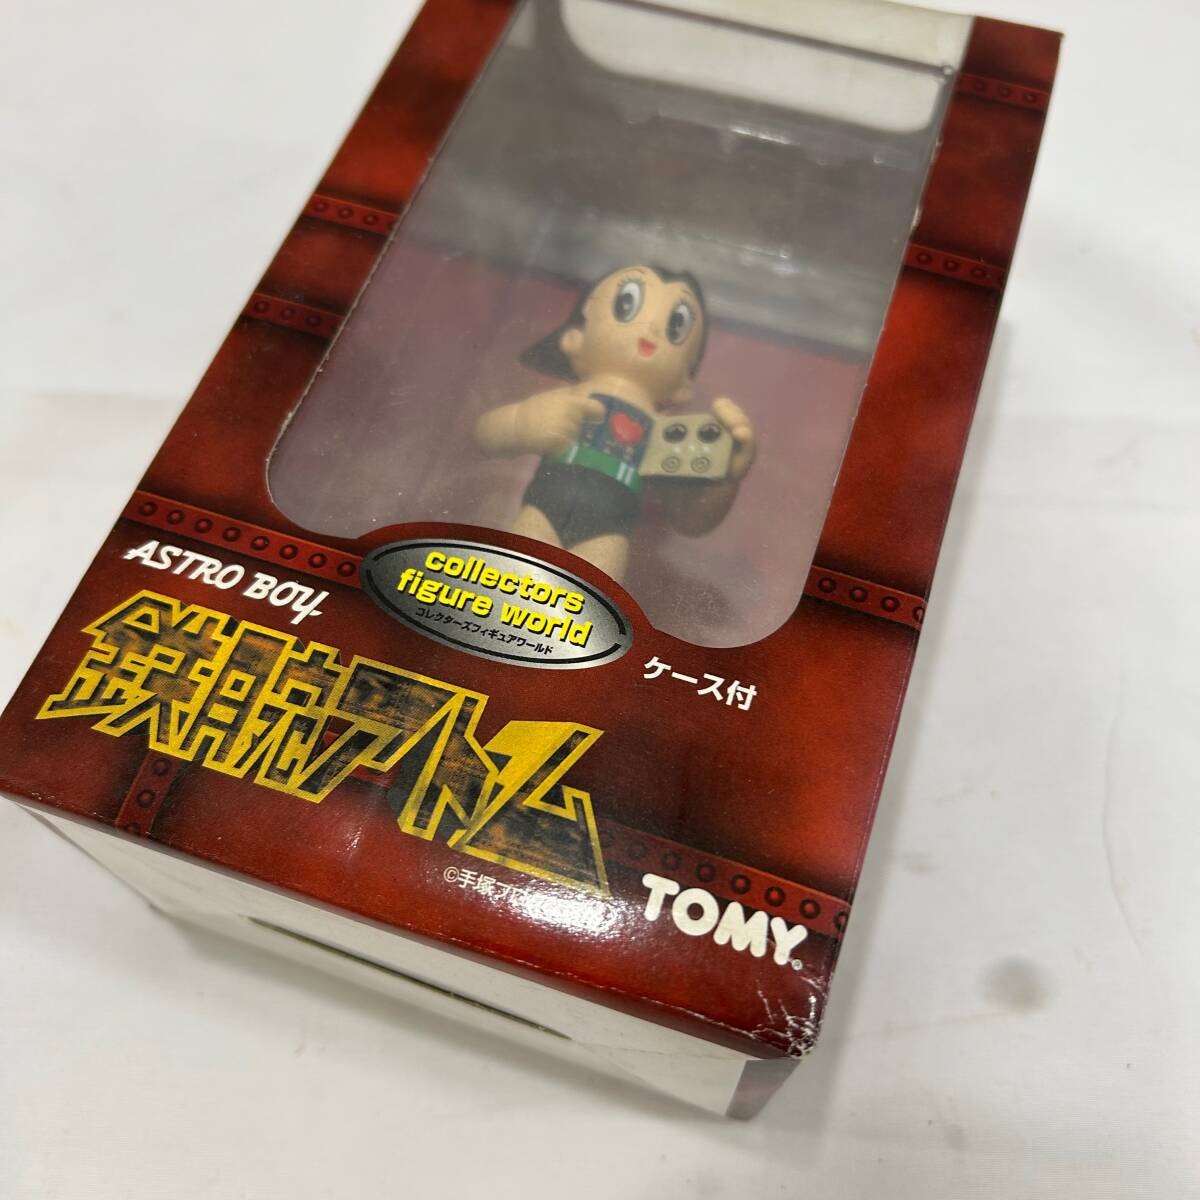 ASTRO BOY
collectors
figure world
コレクターズフィギュアワールド
ケース付
鉄腕アトム
©手塚プロ
TOMY®